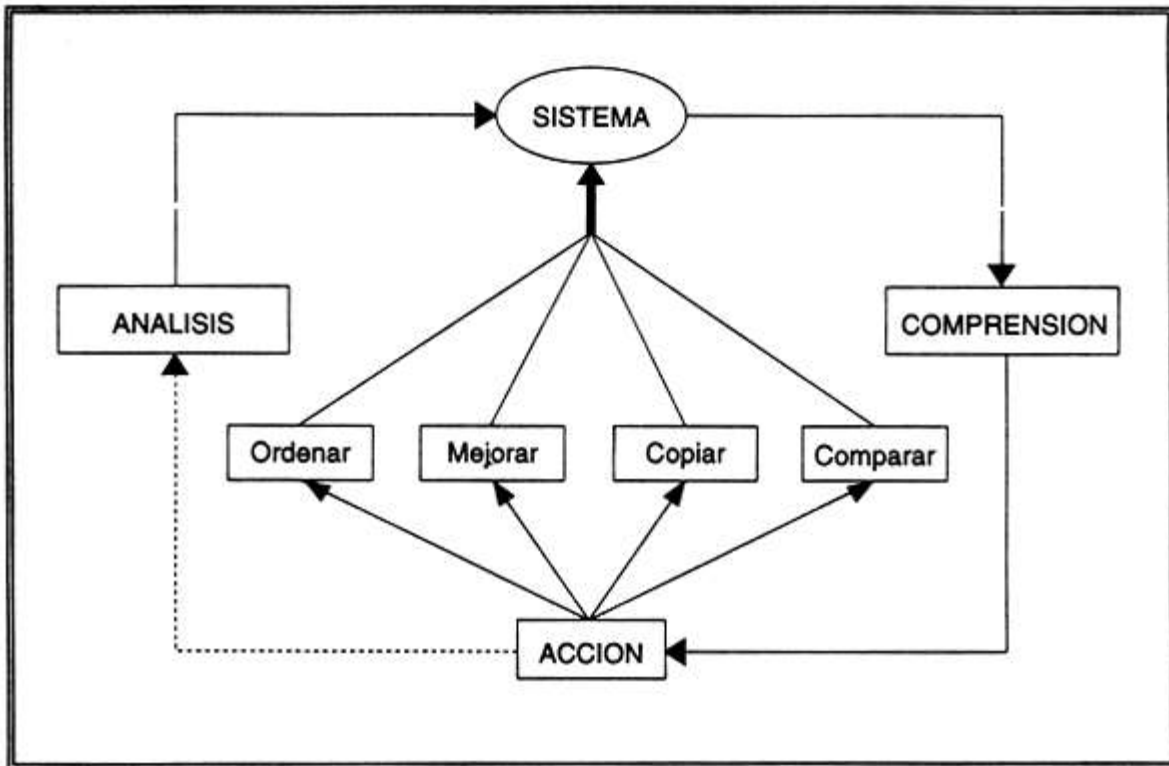 SISTEMA
ANALISIS
COMPRENSION
Ordenar
Mejorar
Copiar
Comparar
ACCION